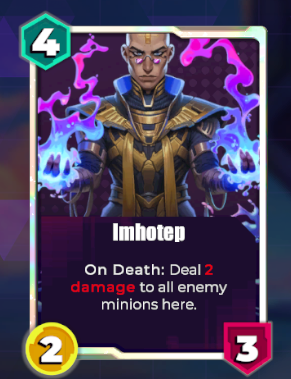 4
Imhotep
On Death: Deal 2
damage to all enemy
minions here.
2
3